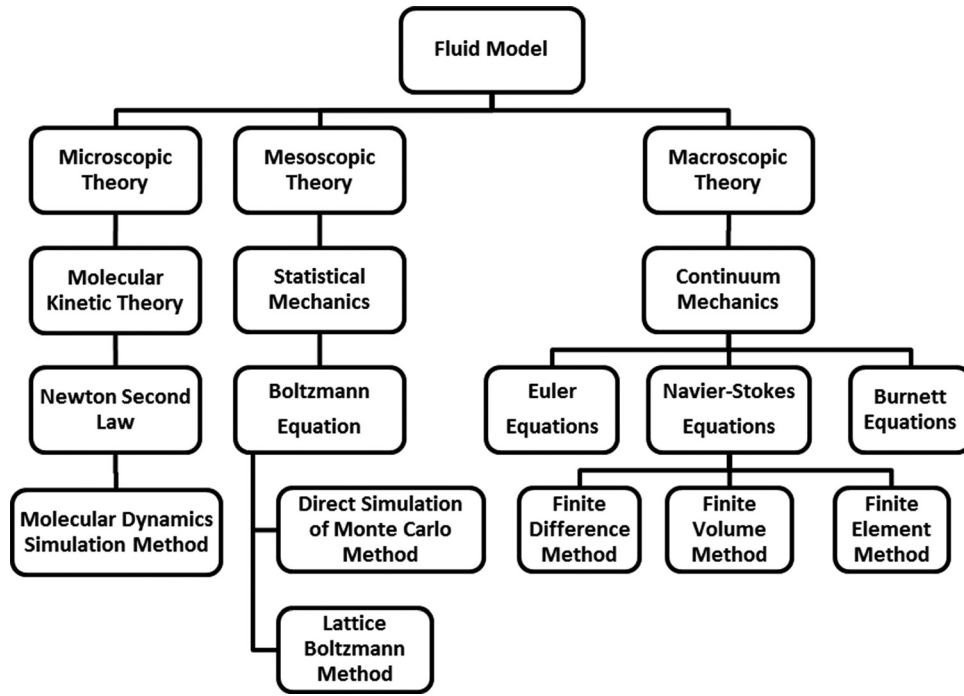 Fluid Model
Microscopic
Theory
Mesoscopic
Theory
Macroscopic
Theory
Molecular
Kinetic Theory
Statistical
Mechanics
Continuum
Mechanics
Newton Second
Law
Boltzmann
Equation
Euler
Equations
Navier-Stokes
Equations
Burnett
Equations
Molecular Dynamics
Simulation Method
Direct Simulation
of Monte Carlo
Method
Finite
Difference
Method
Finite
Volume
Method
Finite
Element
Method
Lattice
Boltzmann
Method